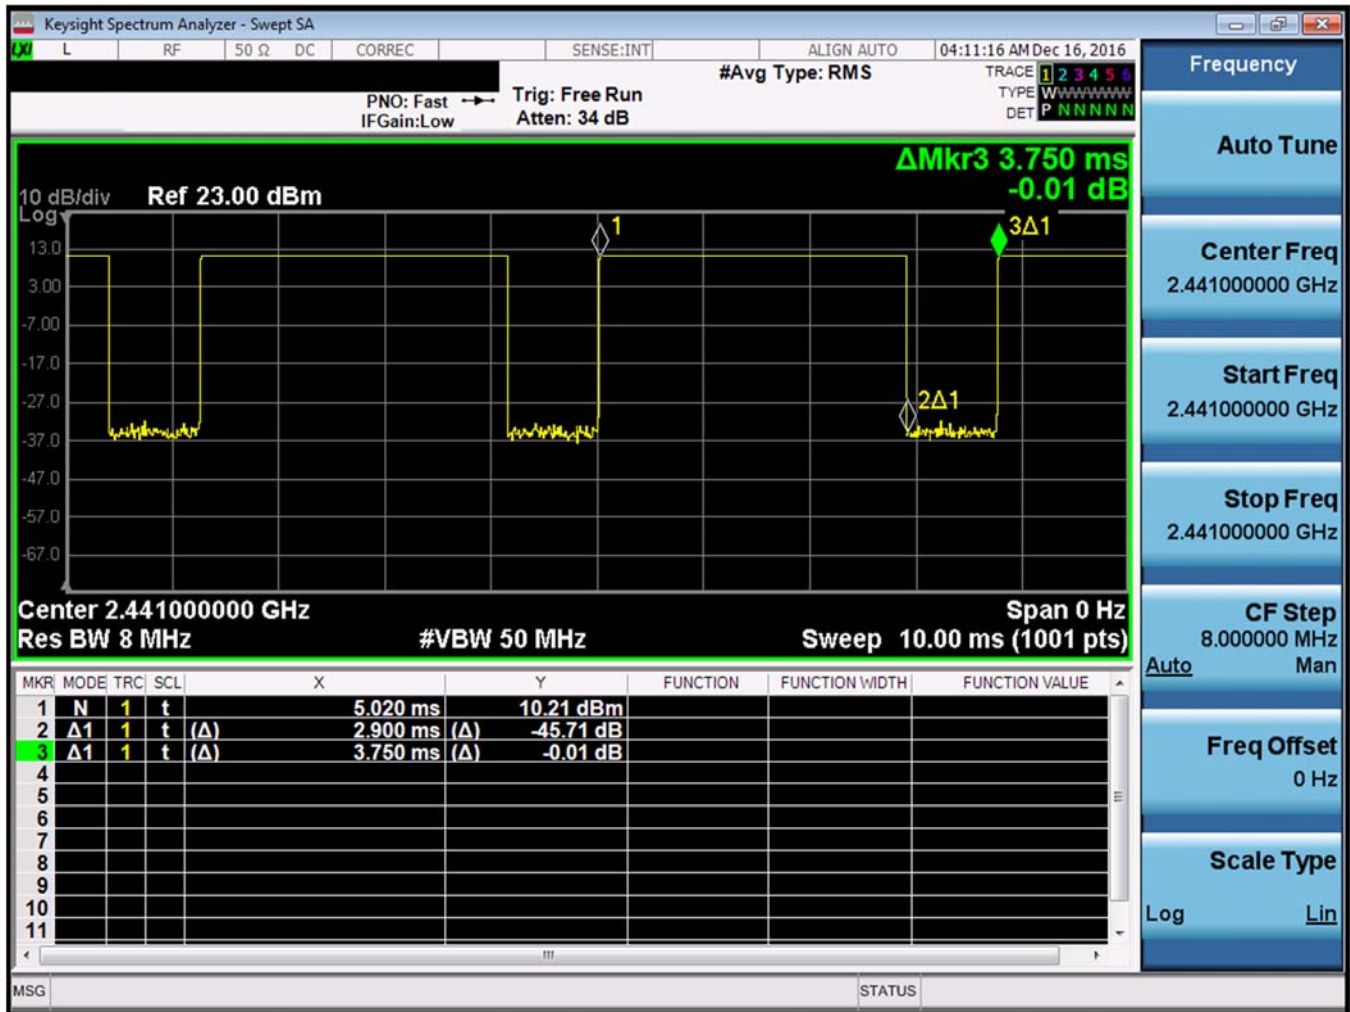 Keysight Spectrum Analyzer - Swept SA
LXI L RF 50 Ω DC CORREC SENSE:INT ALIGN AUTO 04:11:16 AM Dec 16, 2016
#Avg Type: RMS TRACE 1 2 3 4 5 6
PNO: Fast Trig: Free Run TYPE WWWWWW
IFGain:Low Atten: 34 dB DET P N N N N N
ΔMkr3 3.750 ms
-0.01 dB
10 dB/div Ref 23.00 dBm
Log
1
3Δ1
13.0
3.00
-7.00
-17.0
-27.0
2Δ1
-37.0
-47.0
-57.0
-67.0
Center 2.441000000 GHz Span 0 Hz
Res BW 8 MHz #VBW 50 MHz Sweep 10.00 ms (1001 pts)
MKR MODE TRC SCL X Y FUNCTION FUNCTION WIDTH FUNCTION VALUE
1 N 1 t 5.020 ms 10.21 dBm
2 Δ1 1 t (Δ) 2.900 ms (Δ) -45.71 dB
3 Δ1 1 t (Δ) 3.750 ms (Δ) -0.01 dB
4
5
6
7
8
9
10
11
MSG STATUS
Frequency
Auto Tune
Center Freq
2.441000000 GHz
Start Freq
2.441000000 GHz
Stop Freq
2.441000000 GHz
CF Step
8.000000 MHz
Auto Man
Freq Offset
0 Hz
Scale Type
Log Lin